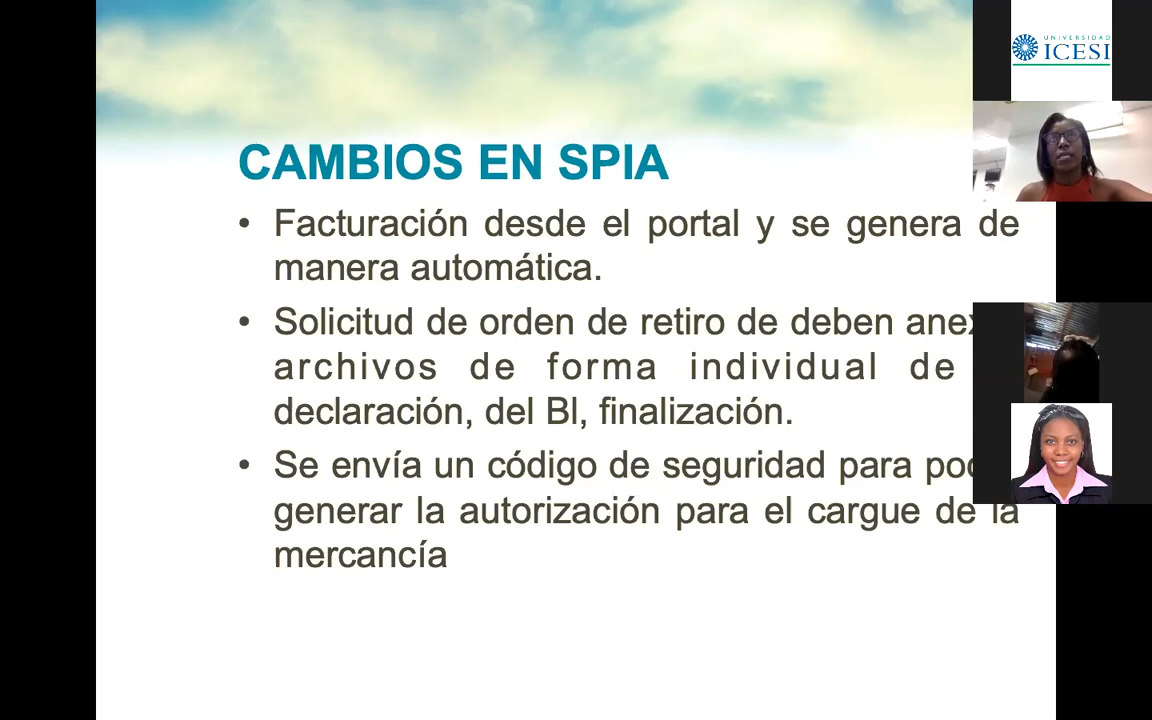 UNIVERSIDAD
ICESI
CAMBIOS EN SPIA
• Facturación desde el portal y se genera de
manera automática.
• Solicitud de orden de retiro de deben
archivos de forma individual de
declaración, del Bl, finalización.
• Se envía un código de seguridad para
generar la autorización para el cargue de la
mercancía